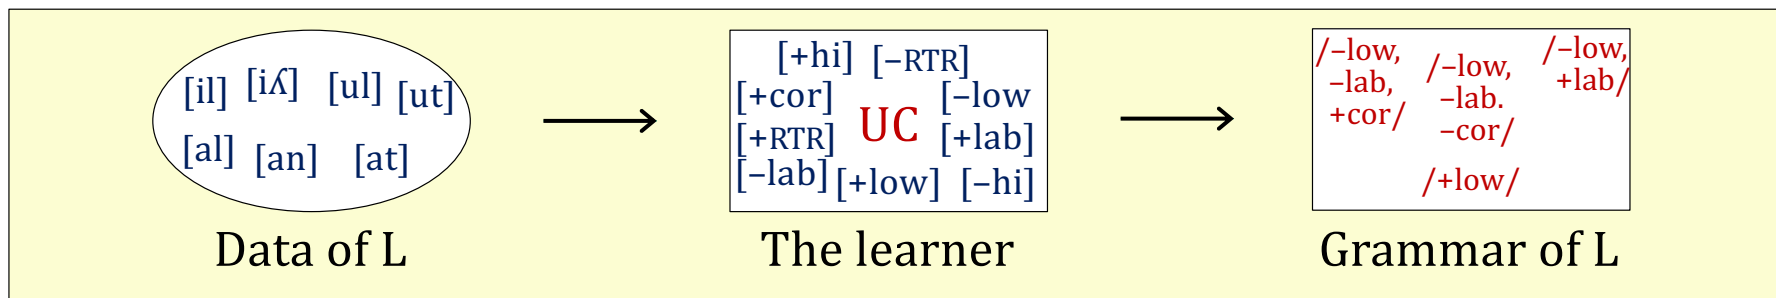 [il] [iʎ] [ul] [ut]
[al] [an] [at]
Data of L
[+hi] [–RTR]
[+cor] [–low
UC
[+RTR] [+lab]
[–lab] [+low] [–hi]
The learner
/–low,
–lab,
+cor/
/–low,
–lab.
–cor/
/–low,
+lab/
/+low/
Grammar of L